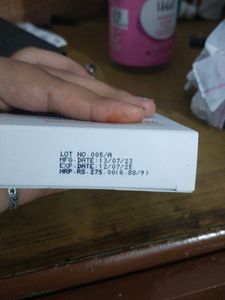 LOT NO.005/A
MFG-DATE:13/07/23
EXP.DATE:12/07/25
MRP.RS.275.00(6.88/9)